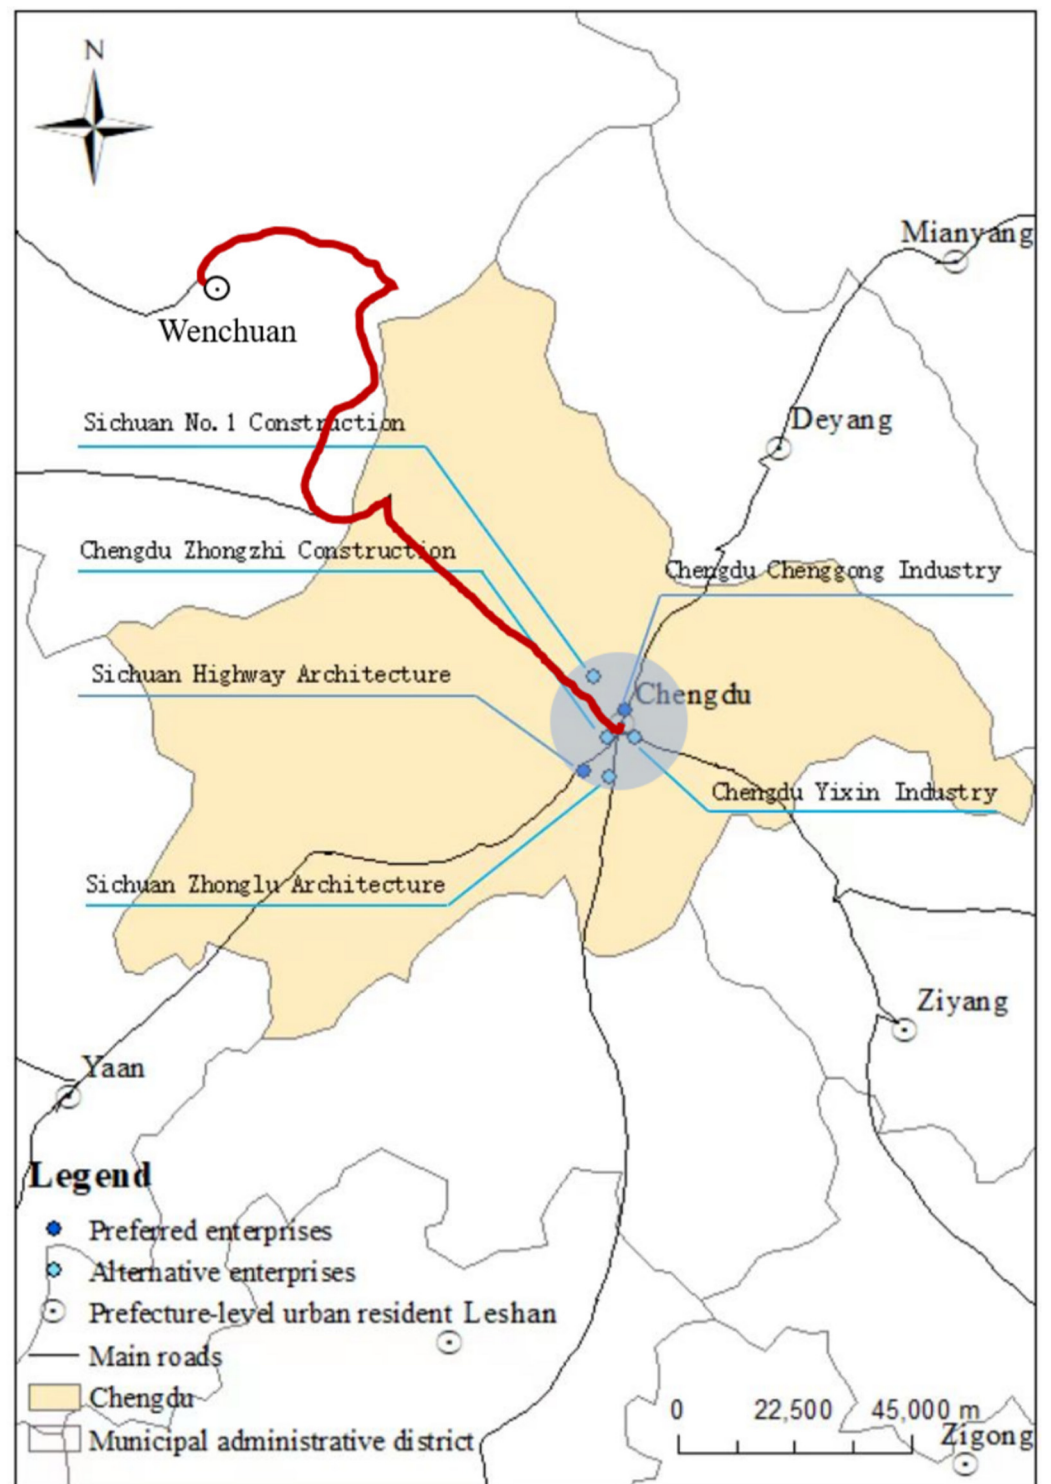 N
Mianyang
Wenchuan
Sichuan No.1 Construction
Deyang
Chengdu Zhongzhi Construction
Chengdu Chenggong Industry
Sichuan Highway Architecture
Chengdu
Chengdu Yixin Industry
Sichuan Zhonglu Architecture
Ziyang
Yaan
Legend
Preferred enterprises
Alternative enterprises
Prefecture-level urban resident
Leshan
Main roads
Chengdu
Municipal administrative district
0 22,500 45,000 m
Zigong